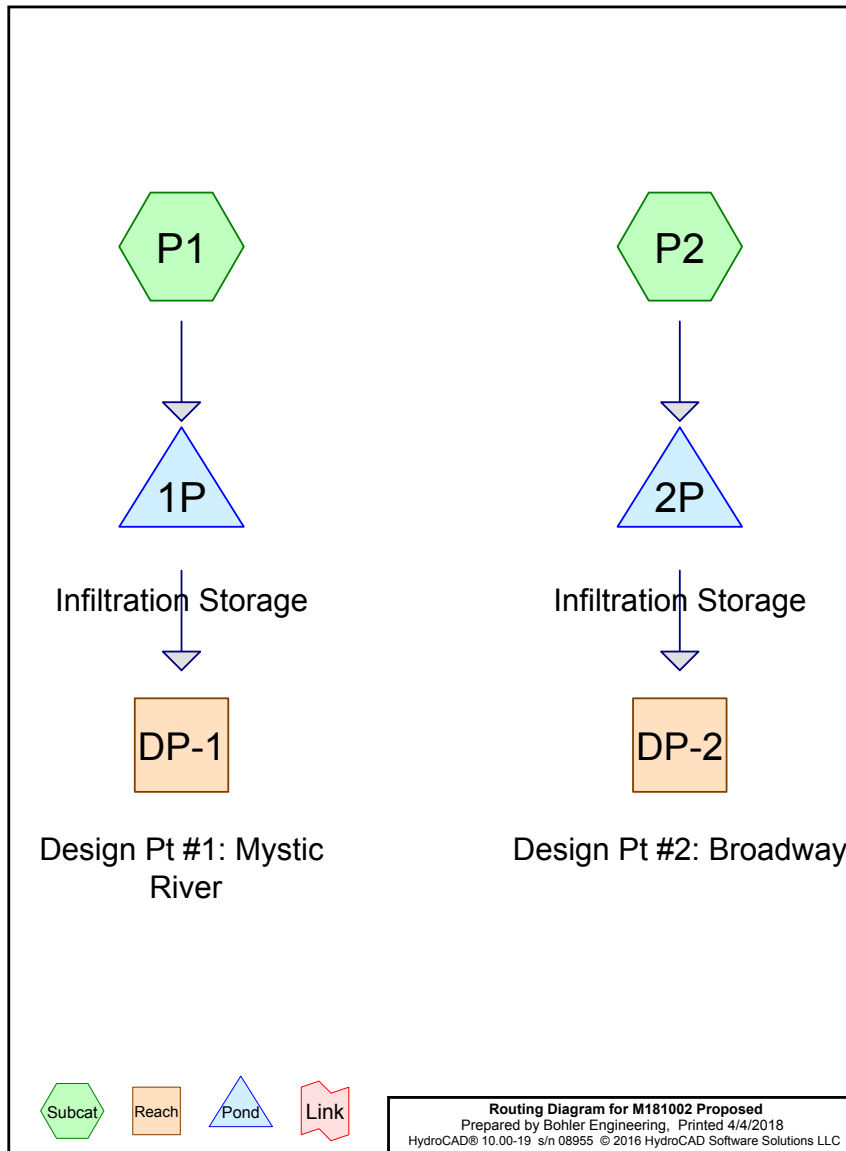 P1
P2
1P
2P
Infiltration Storage
Infiltration Storage
DP-1
DP-2
Design Pt #1: Mystic
River
Design Pt #2: Broadway
Subcat
Reach
Pond
Link
Routing Diagram for M181002 Proposed
Prepared by Bohler Engineering, Printed 4/4/2018
HydroCAD® 10.00-19 s/n 08955 © 2016 HydroCAD Software Solutions LLC